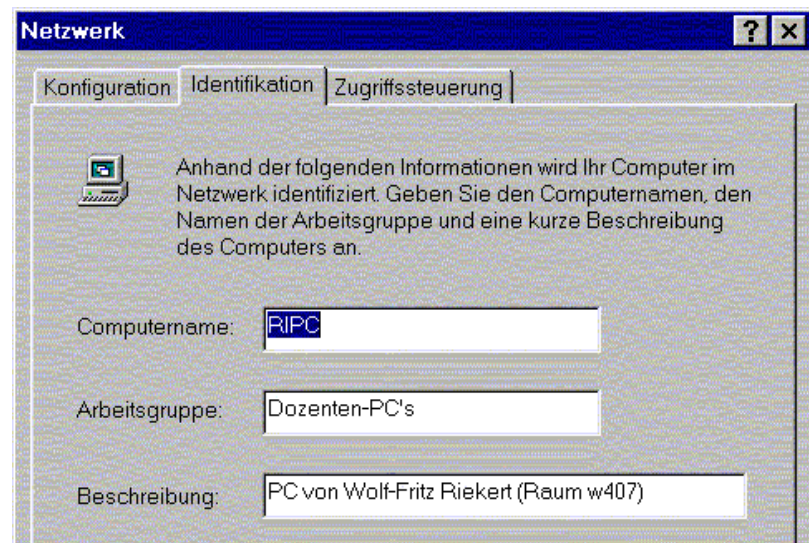 Netzwerk
Konfiguration Identifikation Zugriffssteuerung
Anhand der folgenden Informationen wird Ihr Computer im
Netzwerk identifiziert. Geben Sie den Computernamen, den
Namen der Arbeitsgruppe und eine kurze Beschreibung
des Computers an.
Computername: RIPC
Arbeitsgruppe: Dozenten-PC's
Beschreibung: PC von Wolf-Fritz Riekert (Raum w407)